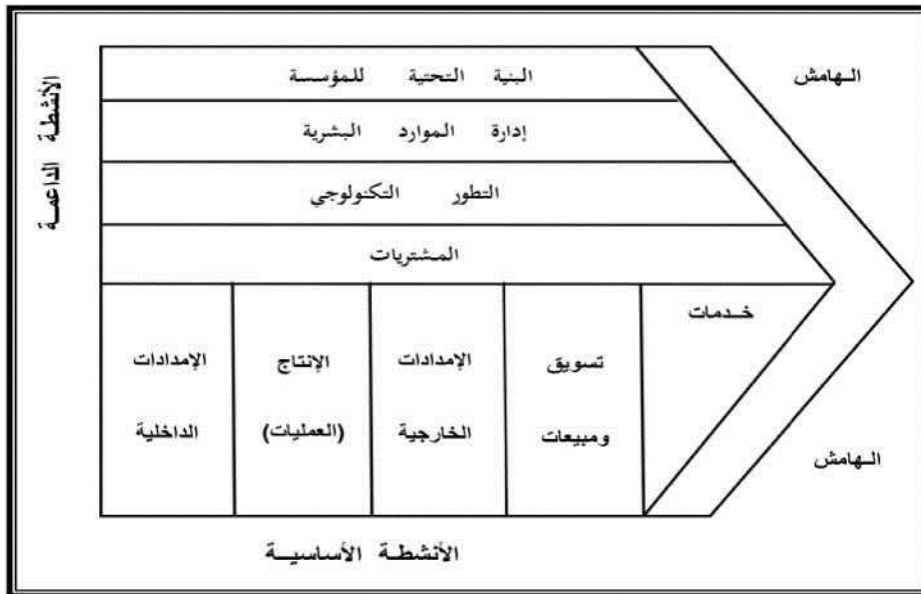 الهامش
الأنشطة الداعمة
البنية التحتية للمؤسسة
إدارة الموارد البشرية
التطور التكنولوجي
المشتريات
الإمدادات
الداخلية
الإنتاج
(العمليات)
الإمدادات
الخارجية
تسويق
ومبيعات
خدمات
الهامش
الأنشطة الأساسية